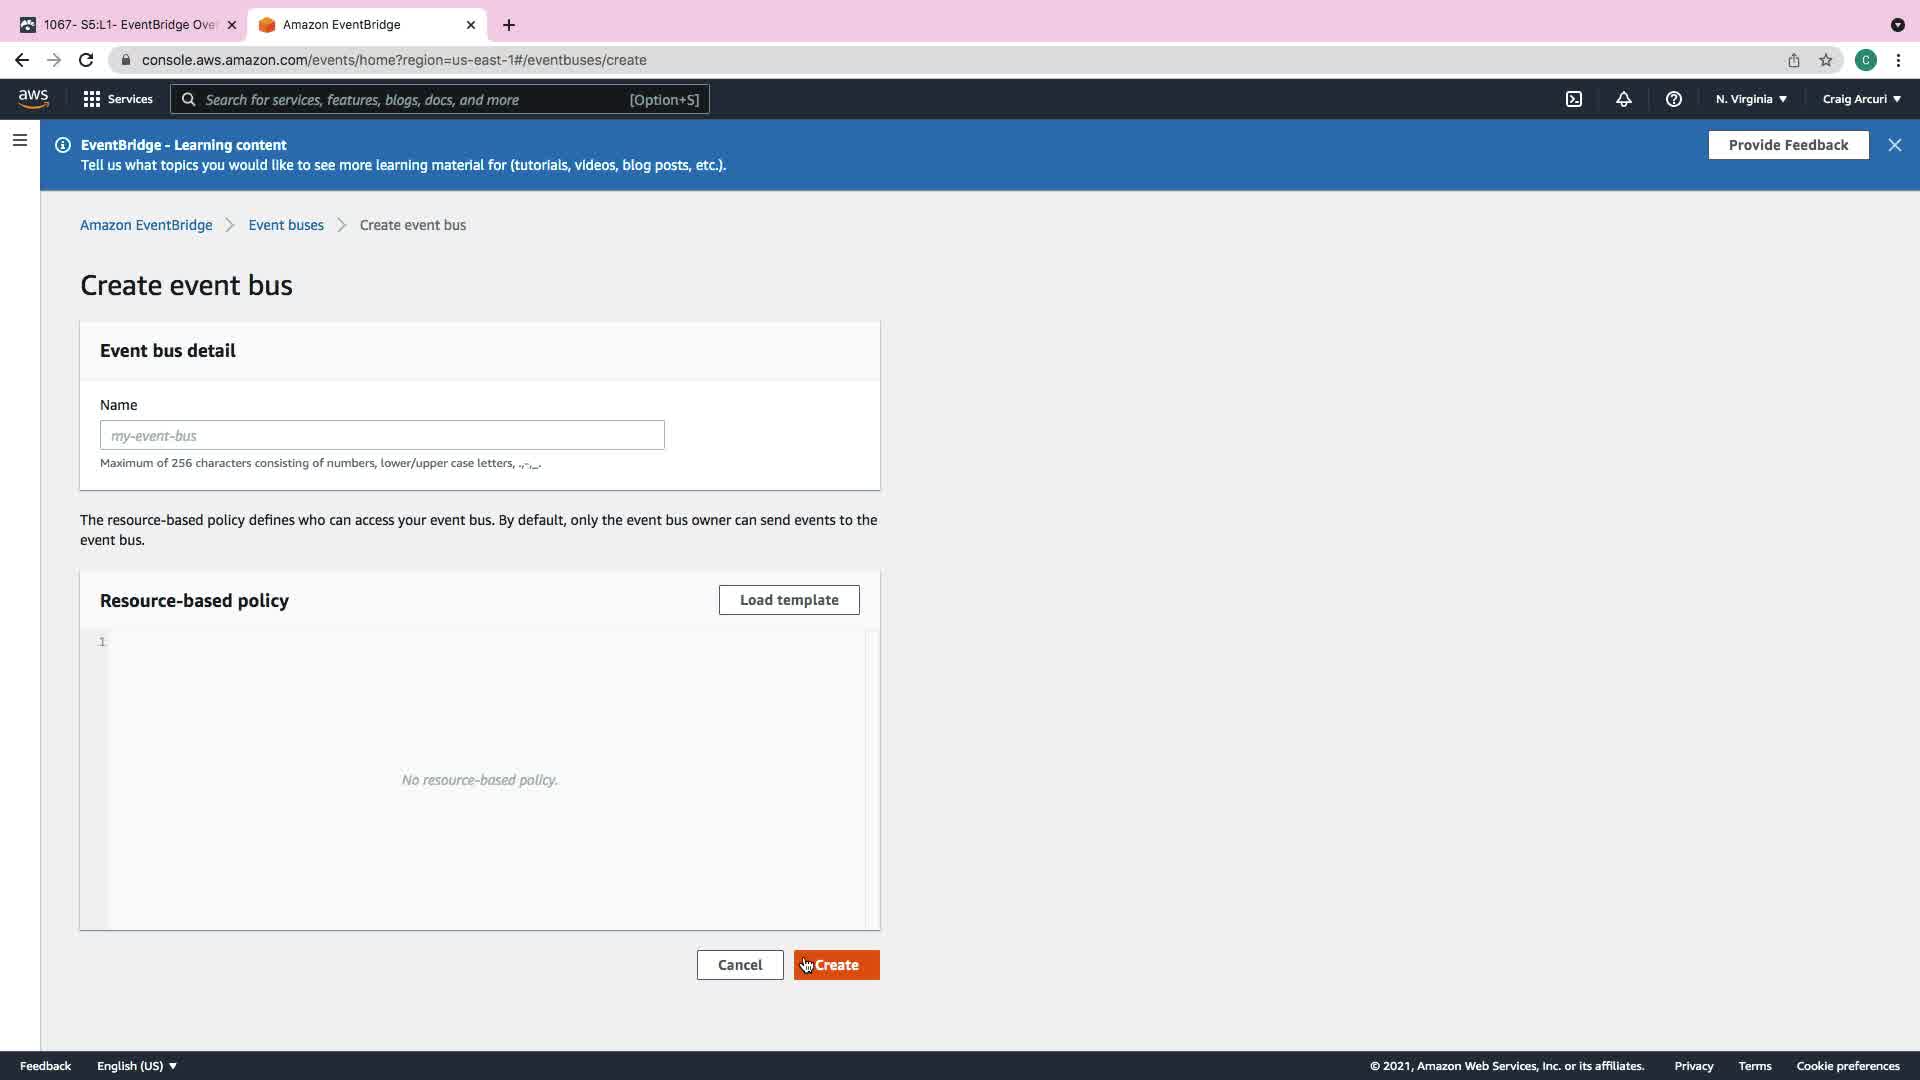 1067- S5:L1- EventBridge Ove
Amazon EventBridge
console.aws.amazon.com/events/home?region=us-east-1#/eventbuses/create
C
aws
Services
Search for services, features, blogs, docs, and more
[Option+S]
N. Virginia
Craig Arcuri
EventBridge - Learning content
Tell us what topics you would like to see more learning material for (tutorials, videos, blog posts, etc.).
Provide Feedback
Amazon EventBridge
Event buses
Create event bus
Create event bus
Event bus detail
Name
my-event-bus
Maximum of 256 characters consisting of numbers, lower/upper case letters, .,-,_.
The resource-based policy defines who can access your event bus. By default, only the event bus owner can send events to the
event bus.
Resource-based policy
Load template
1
No resource-based policy.
Cancel
Create
Feedback
English (US)
© 2021, Amazon Web Services, Inc. or its affiliates.
Privacy
Terms
Cookie preferences